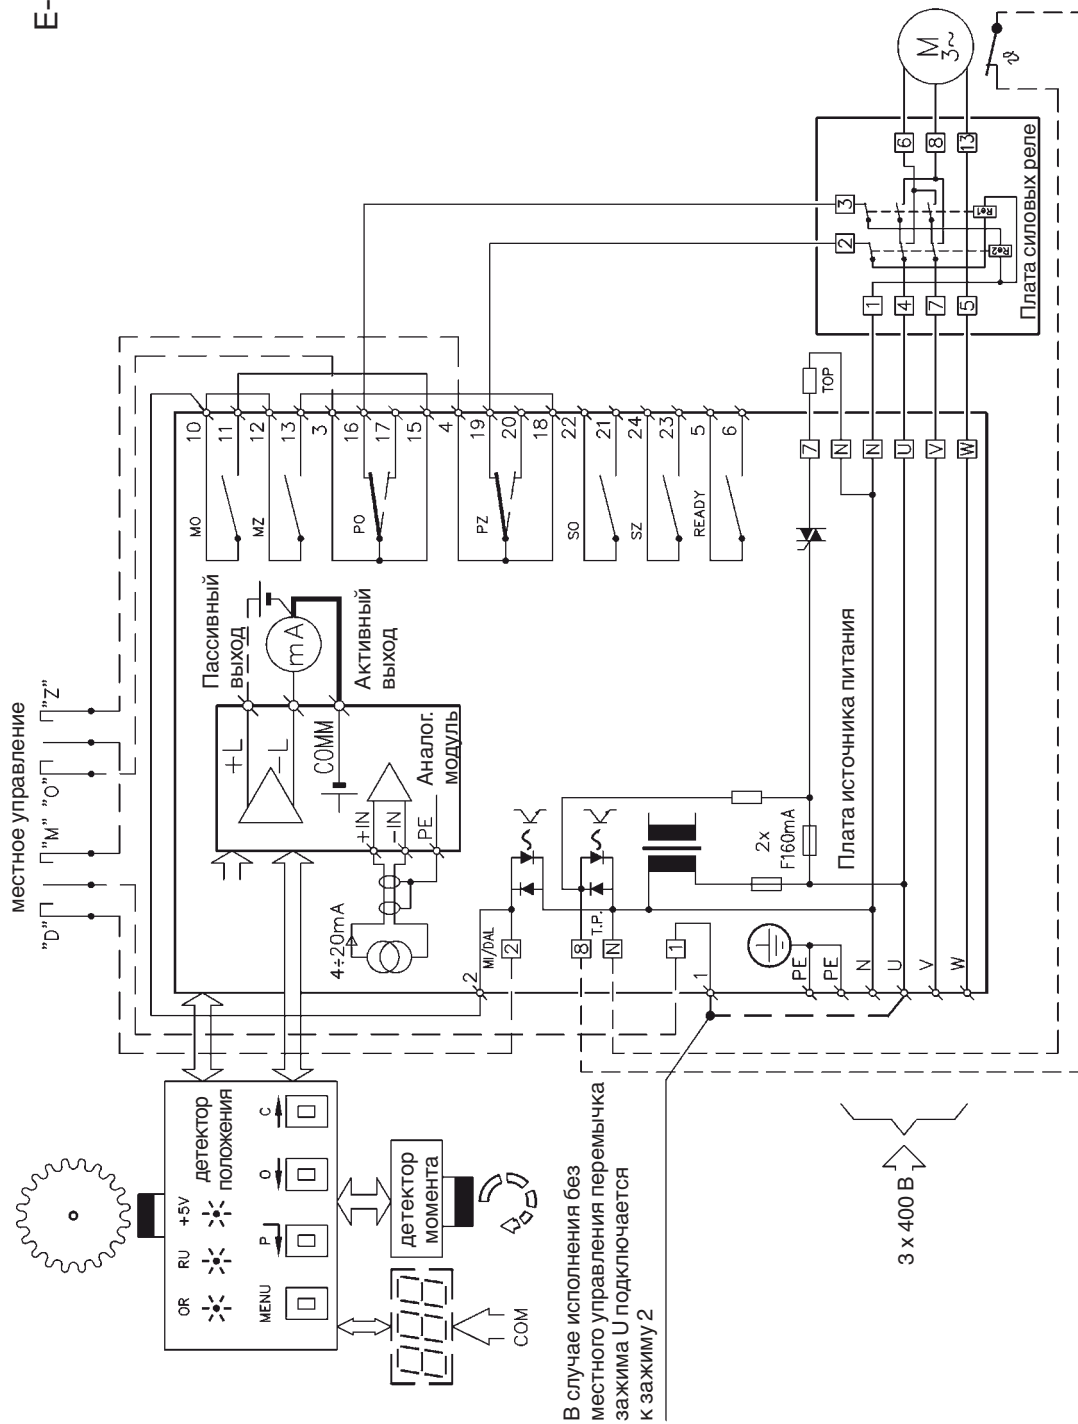 E-
местное управление
"D"
"M"
"O"
"Z"
OR
RU
+5V
детектор
положения
MENU
P
O
C
детектор
момента
COM
4÷20mA
+L
-L
COMM
+IN
-IN
PE
Аналог.
модуль
Пассивный
выход
mA
Активный
выход
MO
MZ
PO
PZ
SO
SZ
READY
10
11
12
13
3
16
17
15
4
19
20
18
22
21
24
23
5
6
2
MI/DAL
2
8
T.P.
N
1
1
2x
F160mA
Плата источника питания
PE
PE
N
U
V
W
7
N
N
U
V
W
TOP
3
2
1
4
7
5
6
8
13
Re1
Re2
Плата силовых реле
M
3~
ϑ
В случае исполнения без
местного управления перемычка
зажима U подключается
к зажиму 2
3 x 400 В